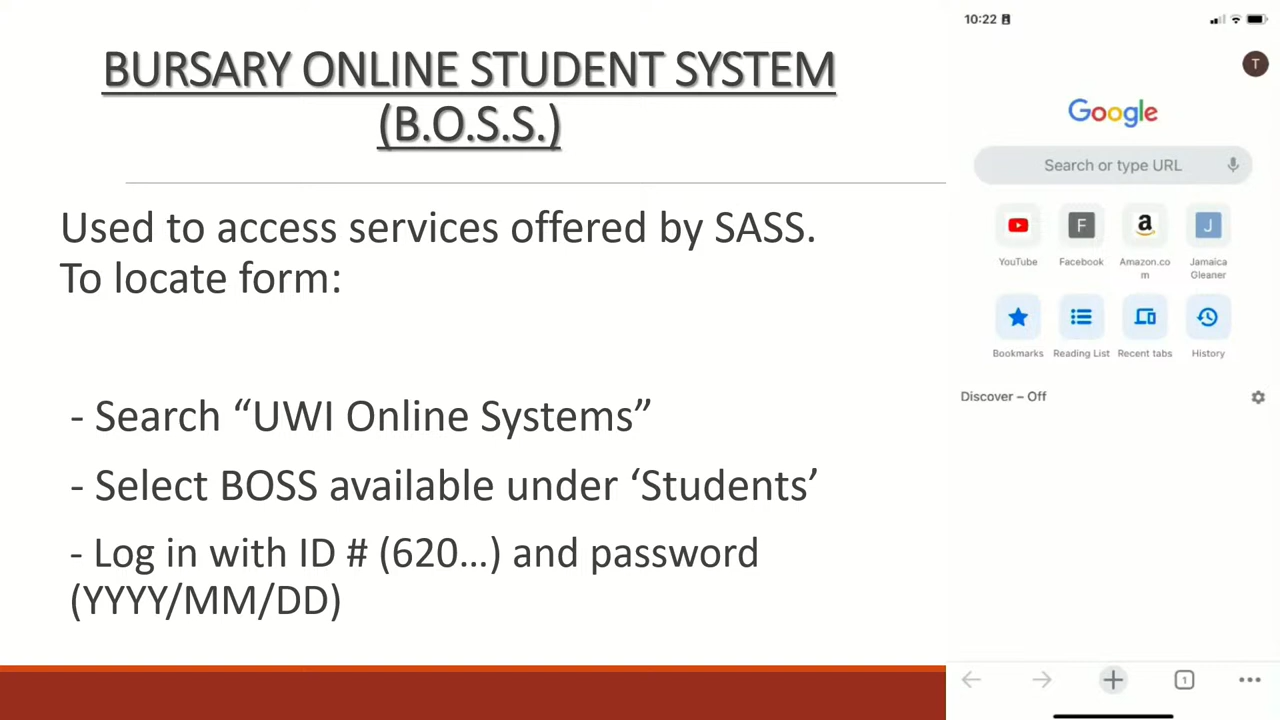 BURSARY ONLINE STUDENT SYSTEM
(B.O.S.S.)
Used to access services offered by SASS.
To locate form:
- Search “UWI Online Systems”
- Select BOSS available under ‘Students’
- Log in with ID # (620…) and password
(YYYY/MM/DD)
10:22
T
Google
Search or type URL
F
a
J
YouTube
Facebook
Amazon.co
m
Jamaica
Gleaner
Bookmarks
Reading List
Recent tabs
History
Discover – Off
1